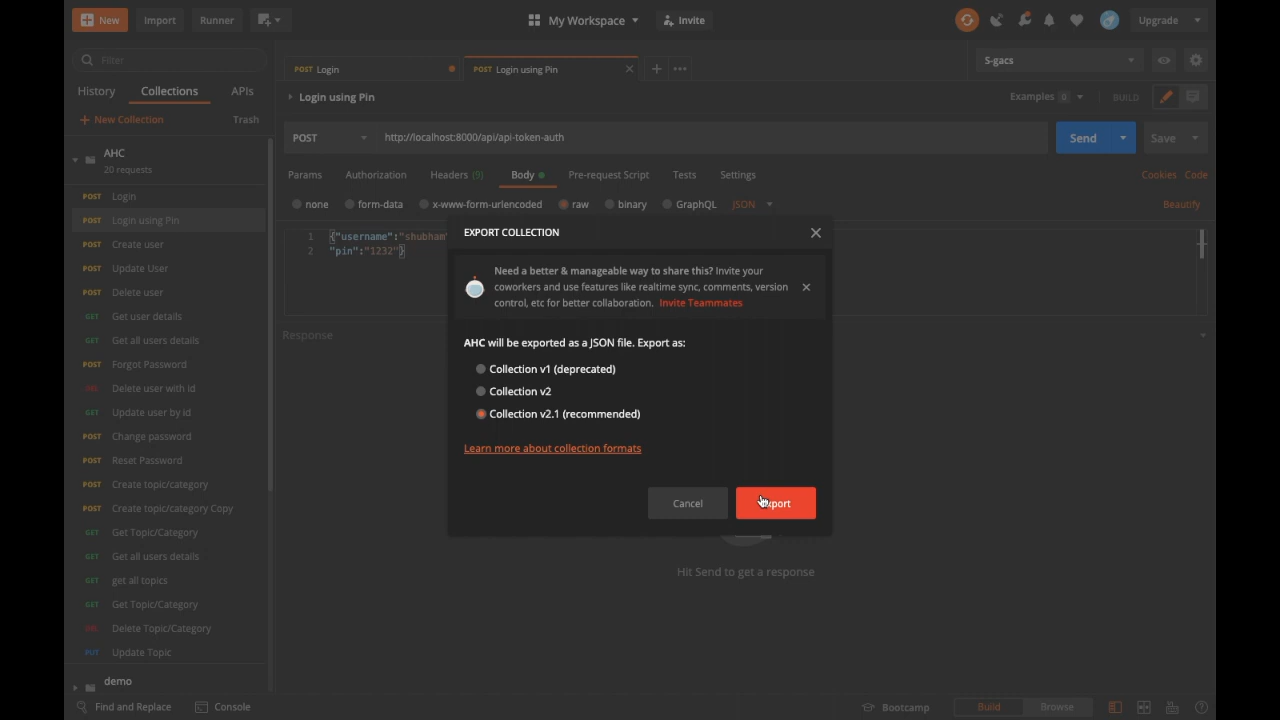 New
Import
Runner
My Workspace
Invite
Upgrade
Filter
History
Collections
APIs
New Collection
Trash
AHC
20 requests
POST Login
POST Login using Pin
POST Create user
POST Update User
POST Delete user
GET Get user details
GET Get all users details
POST Forgot Password
DEL Delete user with id
GET Update user by id
POST Change password
POST Reset Password
POST Create topic/category
POST Create topic/category Copy
GET Get Topic/Category
GET Get all users details
GET get all topics
GET Get Topic/Category
DEL Delete Topic/Category
PUT Update Topic
demo
POST Login
POST Login using Pin
S-gacs
Login using Pin
Examples 0
BUILD
POST
http://localhost:8000/api/api-token-auth
Send
Save
Params
Authorization
Headers (9)
Body
Pre-request Script
Tests
Settings
Cookies
Code
none
form-data
x-www-form-urlencoded
raw
binary
GraphQL
JSON
Beautify
1 {"username":"shubham"
2 "pin":"1232"}
Response
EXPORT COLLECTION
Need a better & manageable way to share this? Invite your
coworkers and use features like realtime sync, comments, version
control, etc for better collaboration. Invite Teammates
AHC will be exported as a JSON file. Export as:
Collection v1 (deprecated)
Collection v2
Collection v2.1 (recommended)
Learn more about collection formats
Cancel
Export
Hit Send to get a response
Find and Replace
Console
Bootcamp
Build
Browse